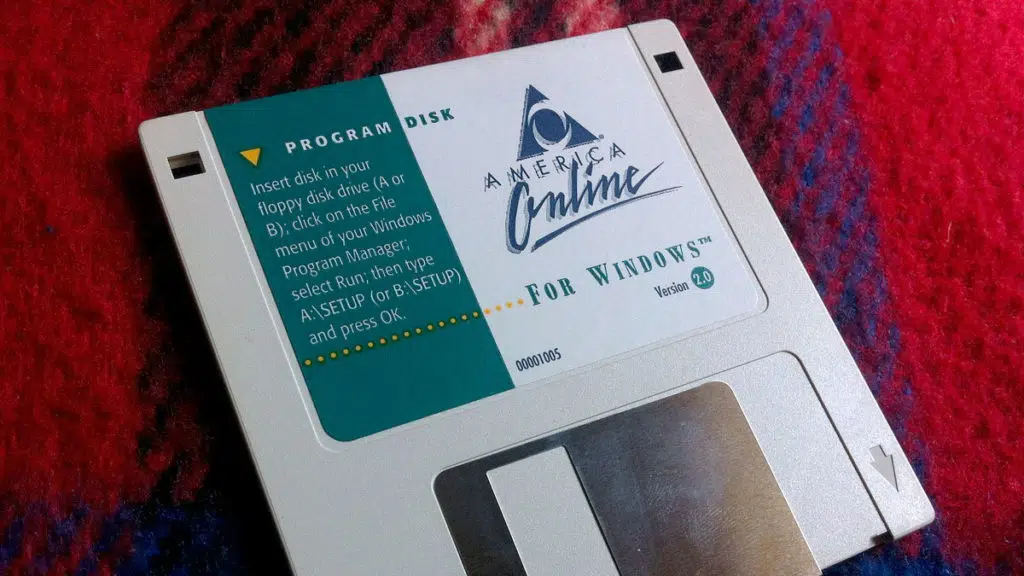 PROGRAM DISK
Insert disk in your
floppy disk drive (A or
B); click on the File
menu of your Windows
Program Manager;
select Run; then type
A:\SETUP (or B:\SETUP)
and press OK.
AMERICA
Online
®
FOR WINDOWS™
Version 2.0
00001005